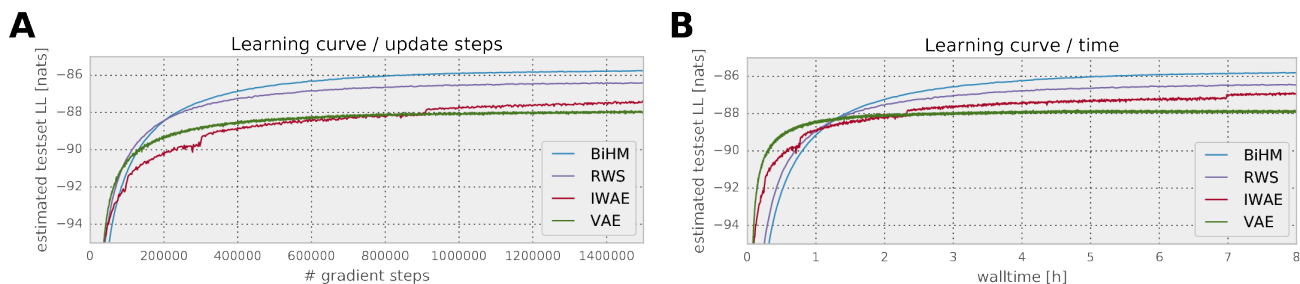 A
Learning curve / update steps
estimated testset LL [nats]
−86
−88
−90
−92
−94
BiHM
RWS
IWAE
VAE
0 200000 400000 600000 800000 1000000 1200000 1400000
# gradient steps
B
Learning curve / time
estimated testset LL [nats]
−86
−88
−90
−92
−94
BiHM
RWS
IWAE
VAE
0 1 2 3 4 5 6 7 8
walltime [h]